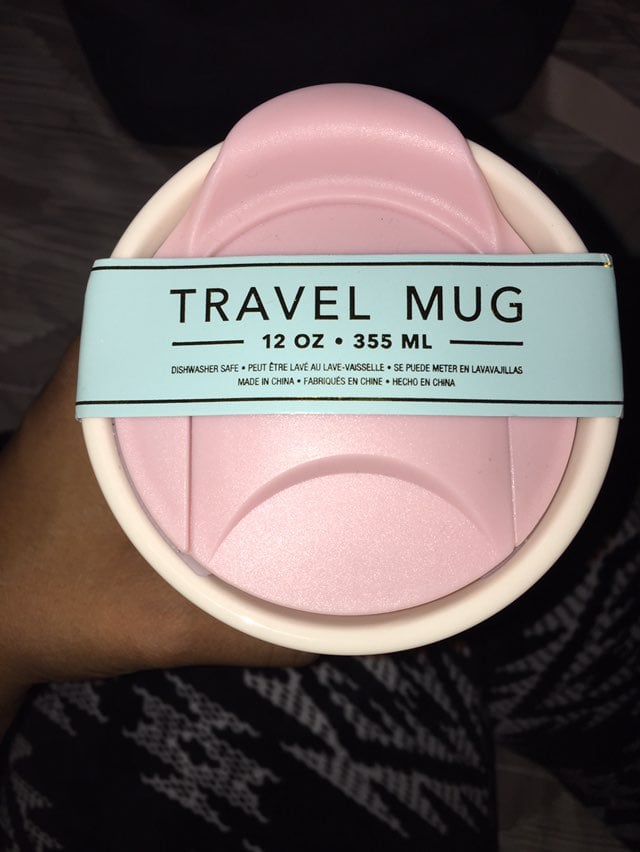 TRAVEL MUG
12 OZ • 355 ML
DISHWASHER SAFE • PEUT ÊTRE LAVÉ AU LAVE-VAISSELLE • SE PUEDE METER EN LAVAVAJILLAS
MADE IN CHINA • FABRIQUÉS EN CHINE • HECHO EN CHINA